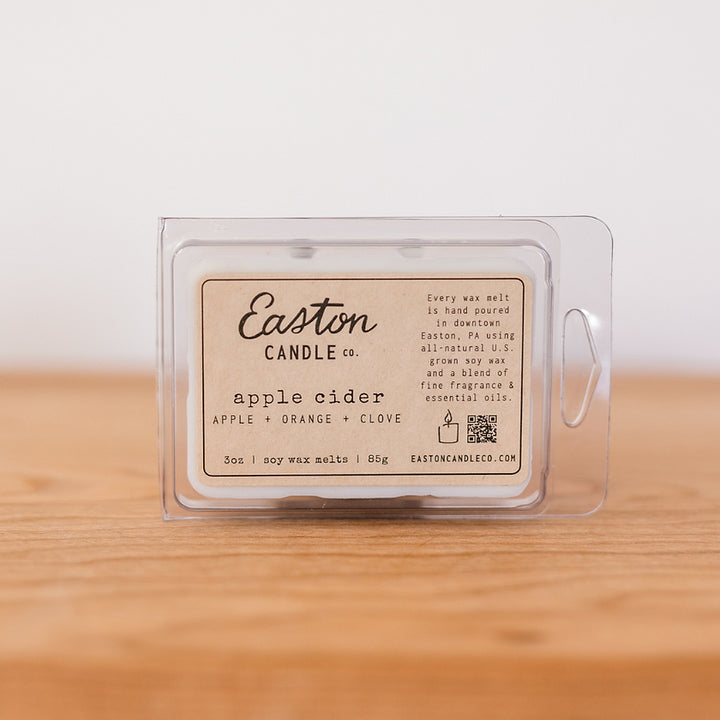 Easton
CANDLE CO.
apple cider
APPLE + ORANGE + CLOVE
3oz | soy wax melts | 85g
Every wax melt
is hand poured
in downtown
Easton, PA using
all-natural U.S.
grown soy wax
and a blend of
fine fragrance &
essential oils.
EASTONCANDLECO.COM